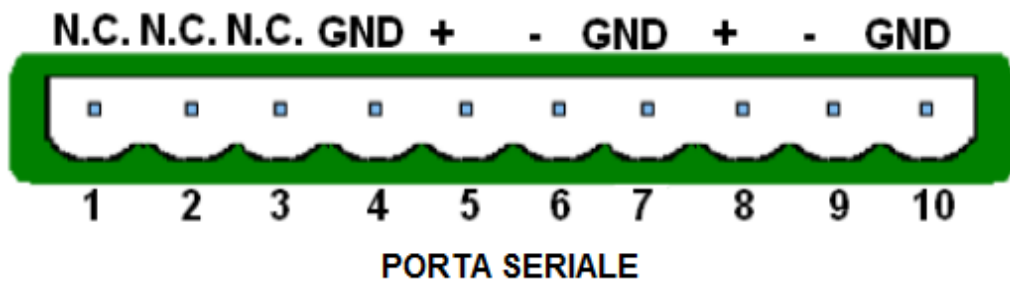 N.C. N.C. N.C. GND + - GND + - GND
1 2 3 4 5 6 7 8 9 10
PORTA SERIALE